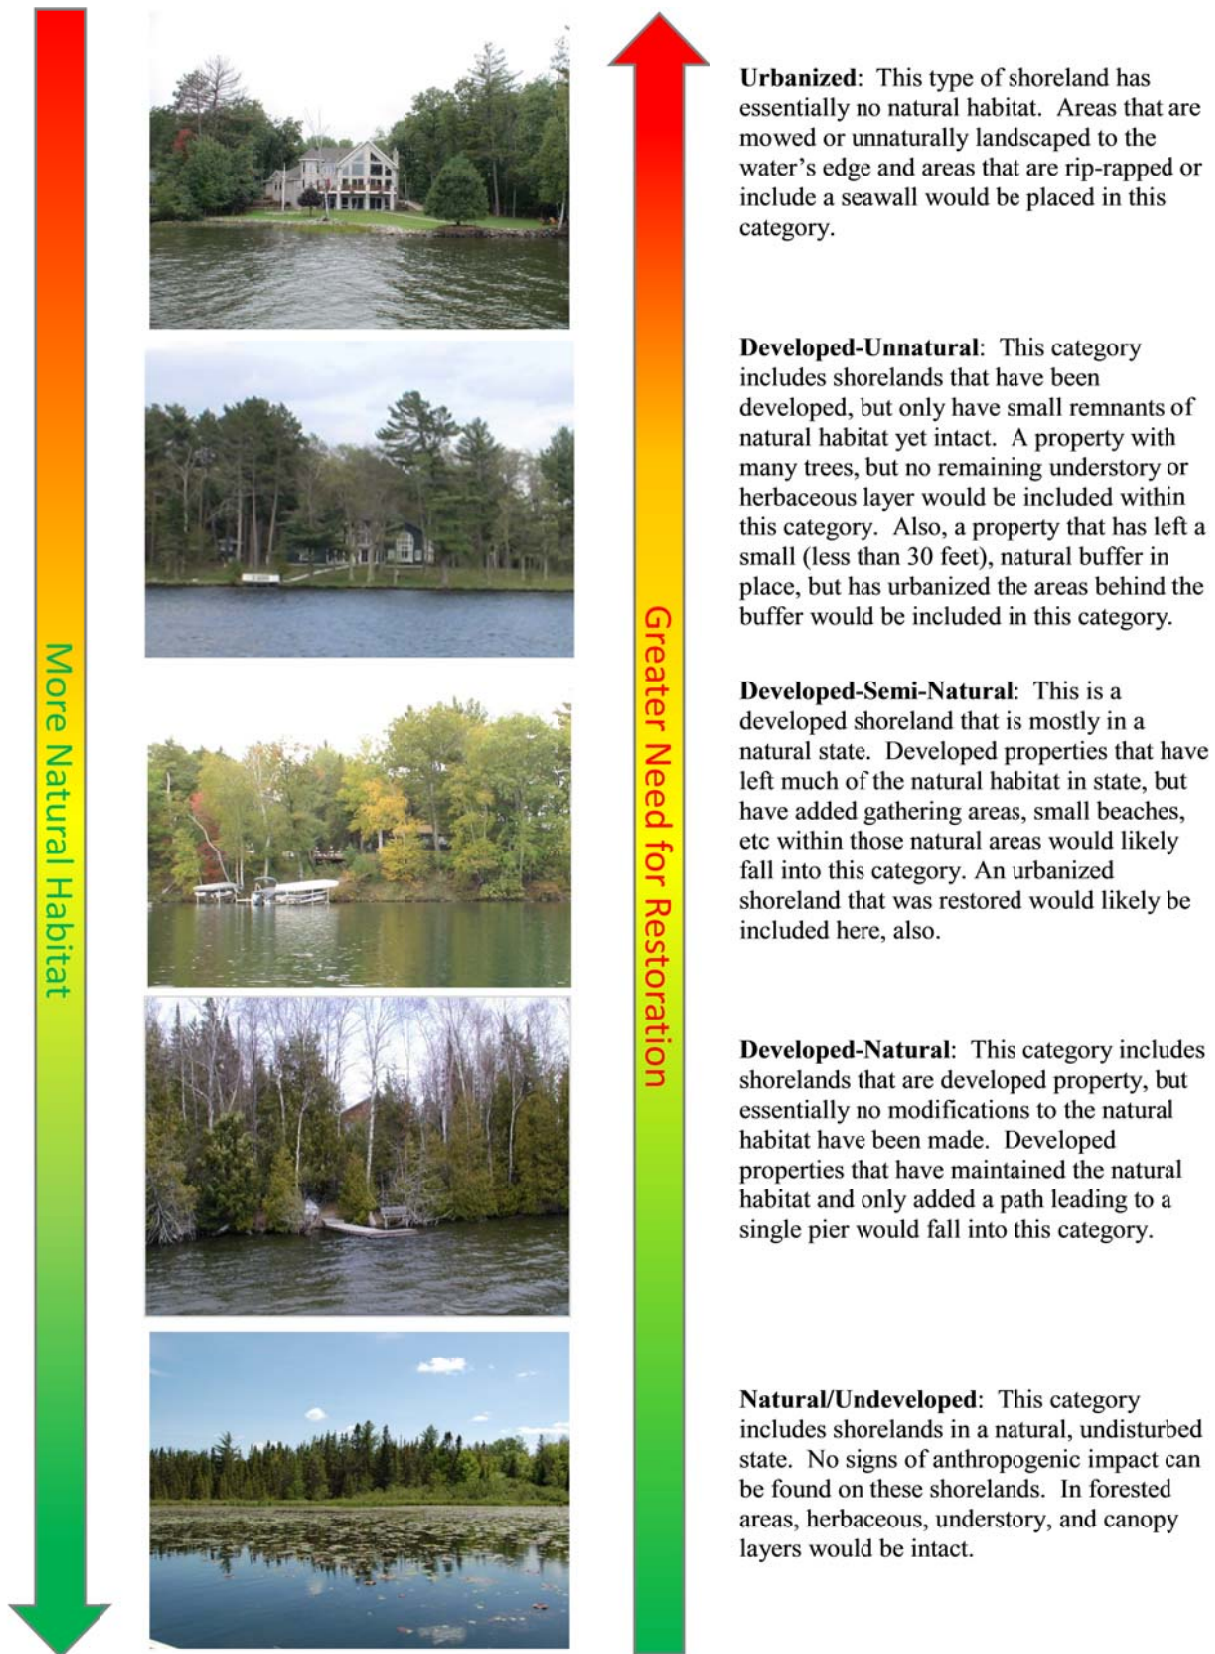 More Natural Habitat
Greater Need for Restoration
Urbanized: This type of shoreland has
essentially no natural habitat. Areas that are
mowed or unnaturally landscaped to the
water's edge and areas that are rip-rapped or
include a seawall would be placed in this
category.
Developed-Unnatural: This category
includes shorelands that have been
developed, but only have small remnants of
natural habitat yet intact. A property with
many trees, but no remaining understory or
herbaceous layer would be included within
this category. Also, a property that has left a
small (less than 30 feet), natural buffer in
place, but has urbanized the areas behind the
buffer would be included in this category.
Developed-Semi-Natural: This is a
developed shoreland that is mostly in a
natural state. Developed properties that have
left much of the natural habitat in state, but
have added gathering areas, small beaches,
etc within those natural areas would likely
fall into this category. An urbanized
shoreland that was restored would likely be
included here, also.
Developed-Natural: This category includes
shorelands that are developed property, but
essentially no modifications to the natural
habitat have been made. Developed
properties that have maintained the natural
habitat and only added a path leading to a
single pier would fall into this category.
Natural/Undeveloped: This category
includes shorelands in a natural, undisturbed
state. No signs of anthropogenic impact can
be found on these shorelands. In forested
areas, herbaceous, understory, and canopy
layers would be intact.